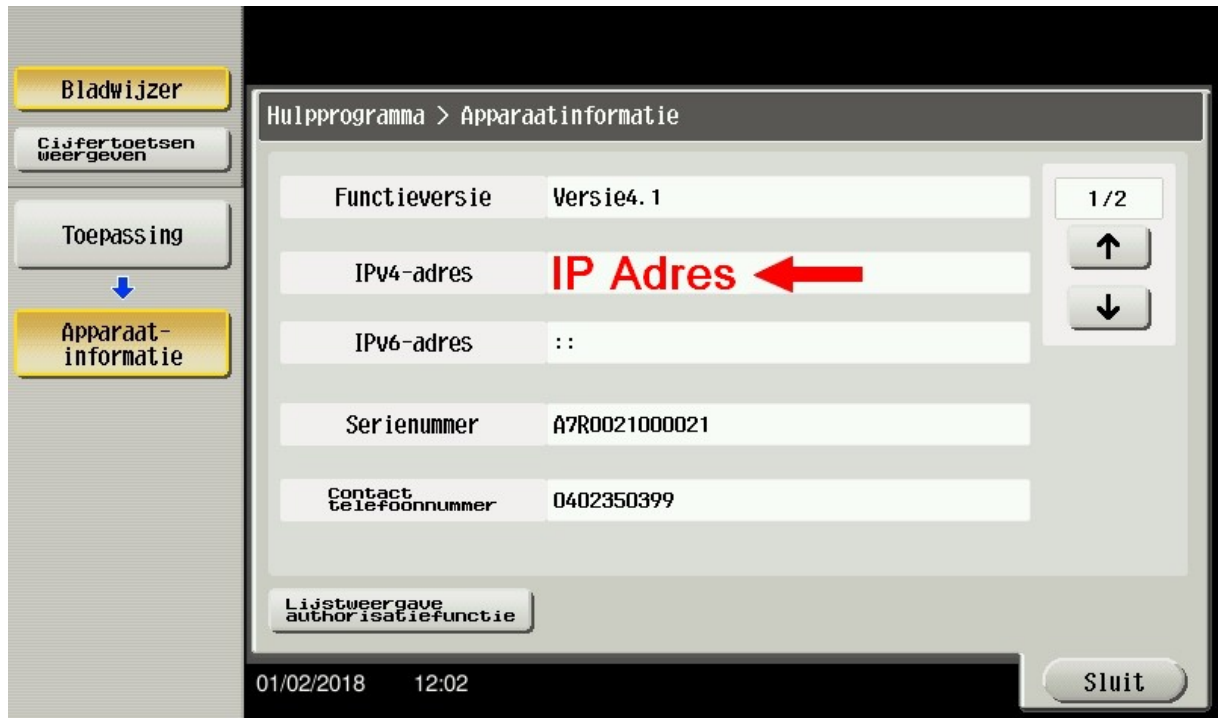 Bladwijzer
Cijfertoetsen
weergeven
Toepassing
Apparaat-
informatie
Hulpprogramma > Apparaatinformatie
Functieversie Versie4.1
1/2
IPv4-adres IP Adres
IPv6-adres ::
Serienummer A7R0021000021
Contact
telefoonnummer 0402350399
Lijstweergave
authorisatiefunctie
01/02/2018 12:02
Sluit